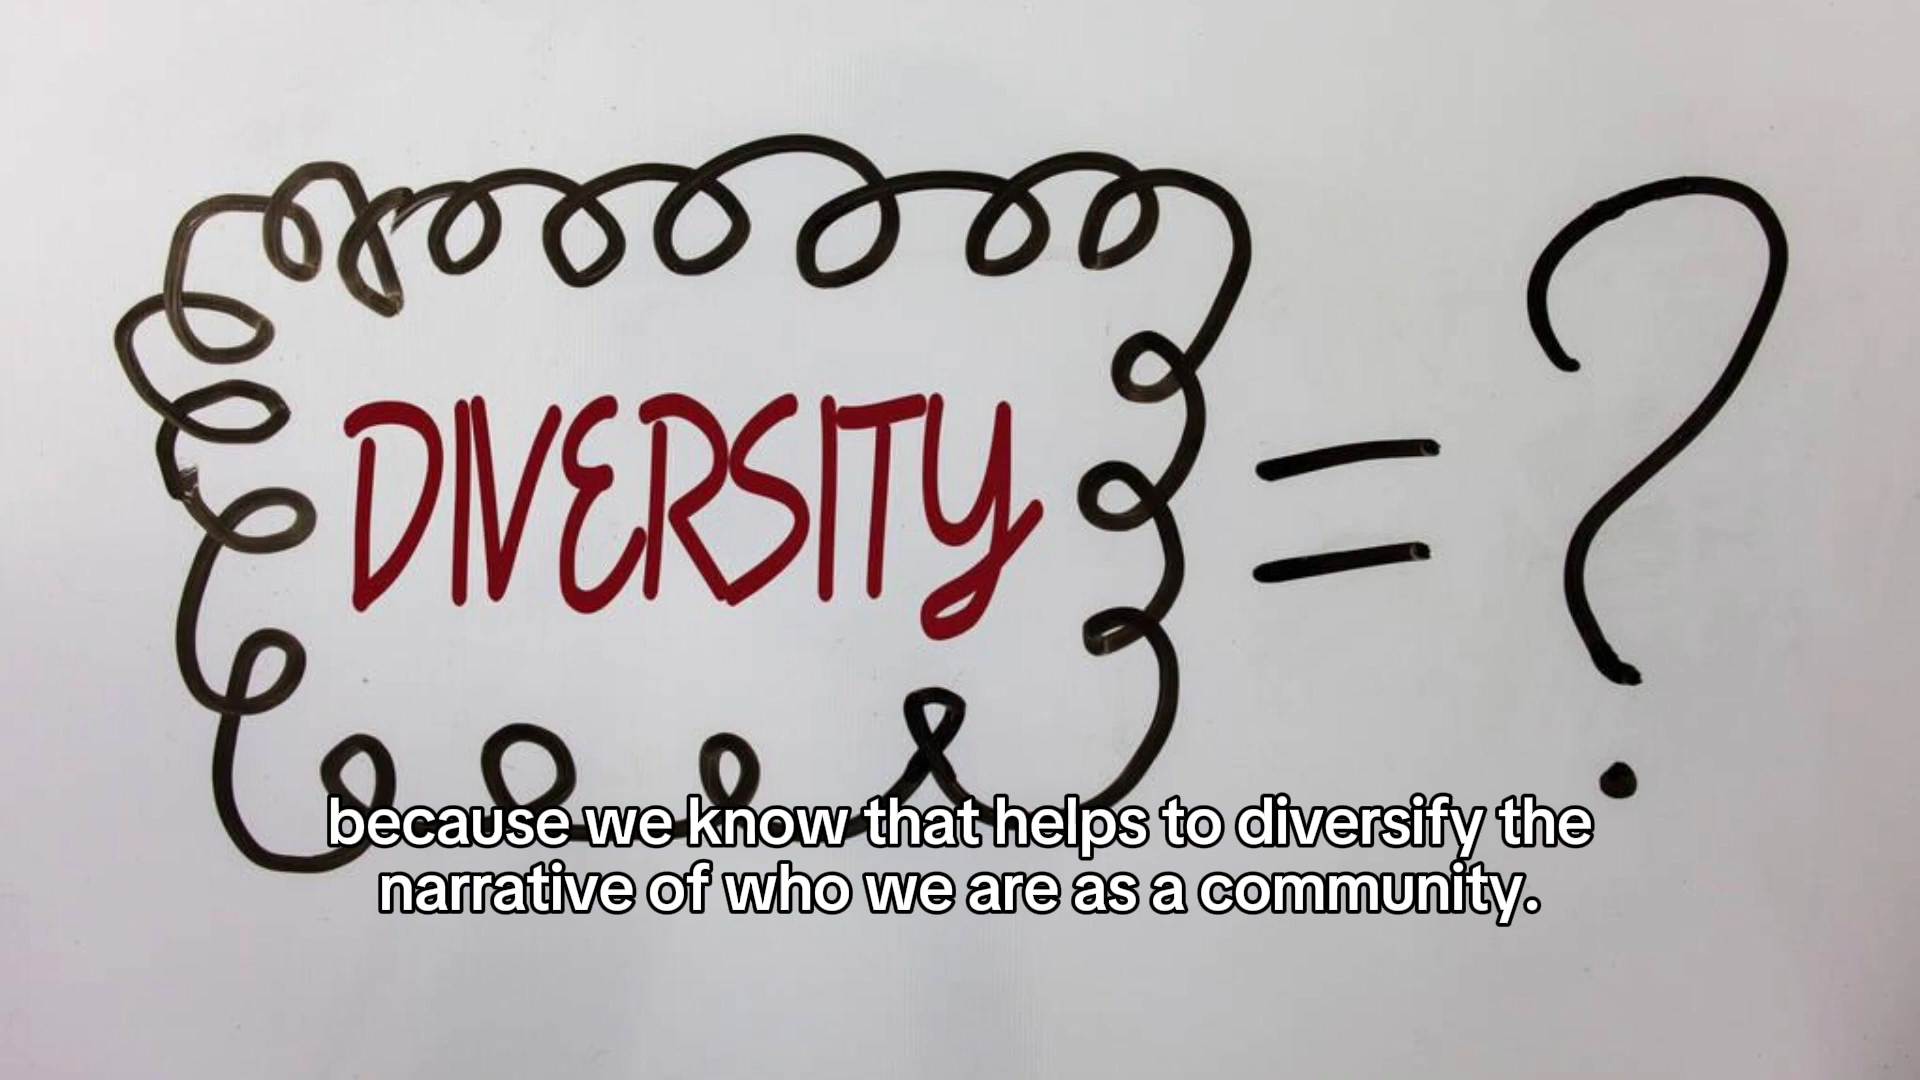 DIVERSITY = ?
because we know that helps to diversify the
narrative of who we are as a community.